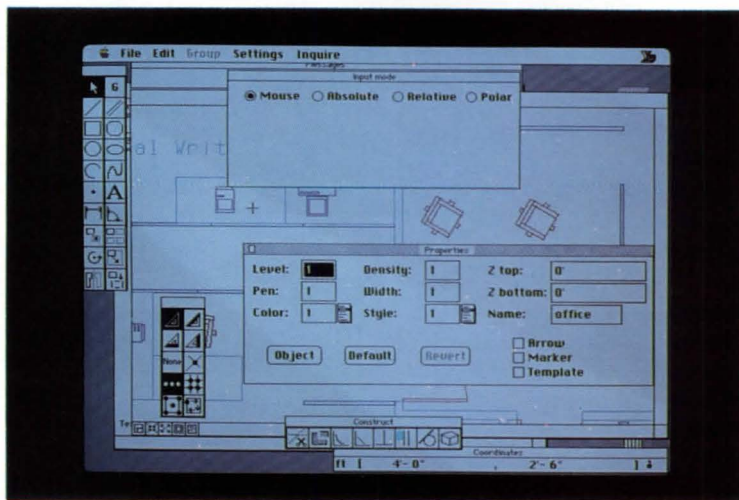 File Edit Group Settings Inquire
Messages
Input mode
Mouse Absolute Relative Polar
G
al Writ
A
Properties
Level: 1 Density: 1 Z top: 0'
Pen: 1 Width: 1 Z bottom: 0'
Color: 1 Style: 1 Name: office
Arrow
Object Default Revert Marker
Template
None
Construct
Te
Coordinates
ft [ 4'- 0" , 2'- 6" ]